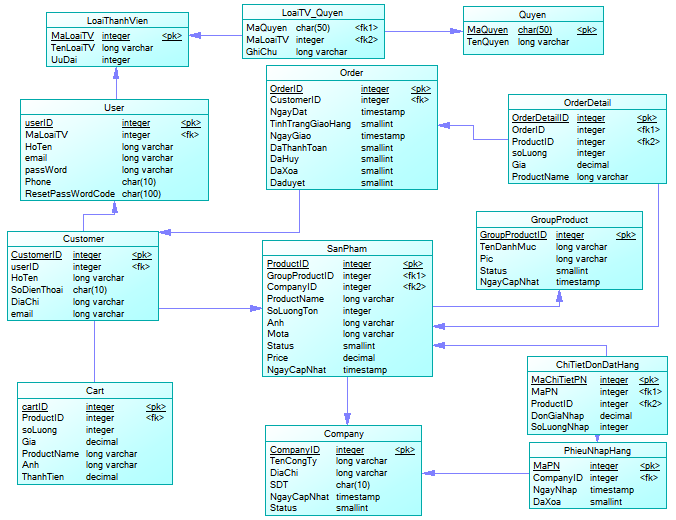 LoaiThanhVien
MaLoaiTV integer <pk>
TenLoaiTV long varchar
UuDai integer
LoaiTV_Quyen
MaQuyen char(50) <fk1>
MaLoaiTV integer <fk2>
GhiChu long varchar
Quyen
MaQuyen char(50) <pk>
TenQuyen long varchar
User
userID integer <pk>
MaLoaiTV integer <fk>
HoTen long varchar
email long varchar
passWord long varchar
Phone char(10)
ResetPassWordCode char(100)
Order
OrderID integer <pk>
CustomerID integer <fk>
NgayDat timestamp
TinhTrangGiaoHang smallint
NgayGiao timestamp
DaThanhToan smallint
DaHuy smallint
DaXoa smallint
Daduyet smallint
OrderDetail
OrderDetailID integer <pk>
OrderID integer <fk1>
ProductID integer <fk2>
soLuong integer
Gia decimal
ProductName long varchar
Customer
CustomerID integer <pk>
userID integer <fk>
HoTen long varchar
SoDienThoai char(10)
DiaChi long varchar
email long varchar
SanPham
ProductID integer <pk>
GroupProductID integer <fk1>
CompanyID integer <fk2>
ProductName long varchar
SoLuongTon integer
Anh long varchar
Mota long varchar
Status smallint
Price decimal
NgayCapNhat timestamp
GroupProduct
GroupProductID integer <pk>
TenDanhMuc long varchar
Pic long varchar
Status smallint
NgayCapNhat timestamp
Cart
cartID integer <pk>
ProductID integer <fk>
soLuong integer
Gia decimal
ProductName long varchar
Anh long varchar
ThanhTien decimal
Company
CompanyID integer <pk>
TenCongTy long varchar
DiaChi long varchar
SDT char(10)
NgayCapNhat timestamp
Status smallint
ChiTietDonDatHang
MaChiTietPN integer <pk>
MaPN integer <fk1>
ProductID integer <fk2>
DonGiaNhap decimal
SoLuongNhap integer
PhieuNhapHang
MaPN integer <pk>
CompanyID integer <fk>
NgayNhap timestamp
DaXoa smallint